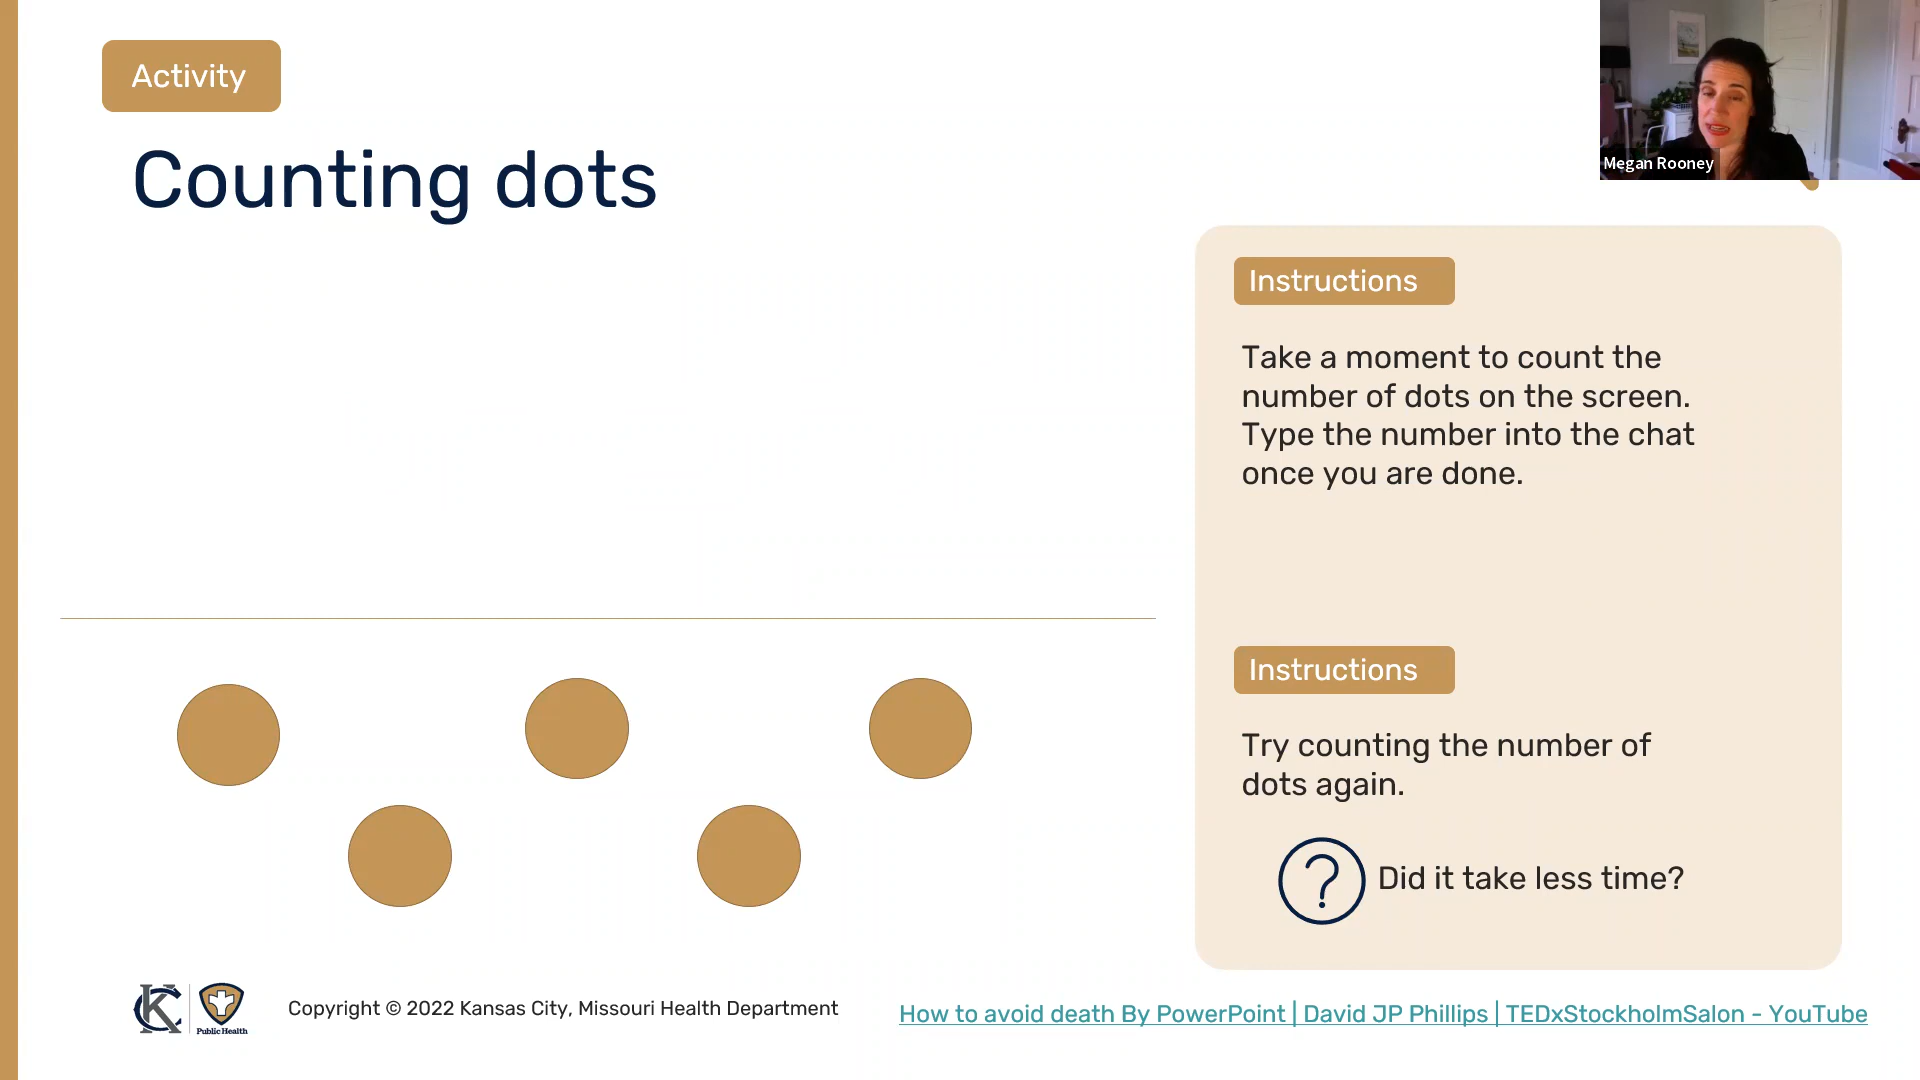 Activity
Megan Rooney
Counting dots
Instructions
Take a moment to count the
number of dots on the screen.
Type the number into the chat
once you are done.
Instructions
Try counting the number of
dots again.
? Did it take less time?
KC
Public Health
Copyright © 2022 Kansas City, Missouri Health Department
How to avoid death By PowerPoint | David JP Phillips | TEDxStockholmSalon - YouTube